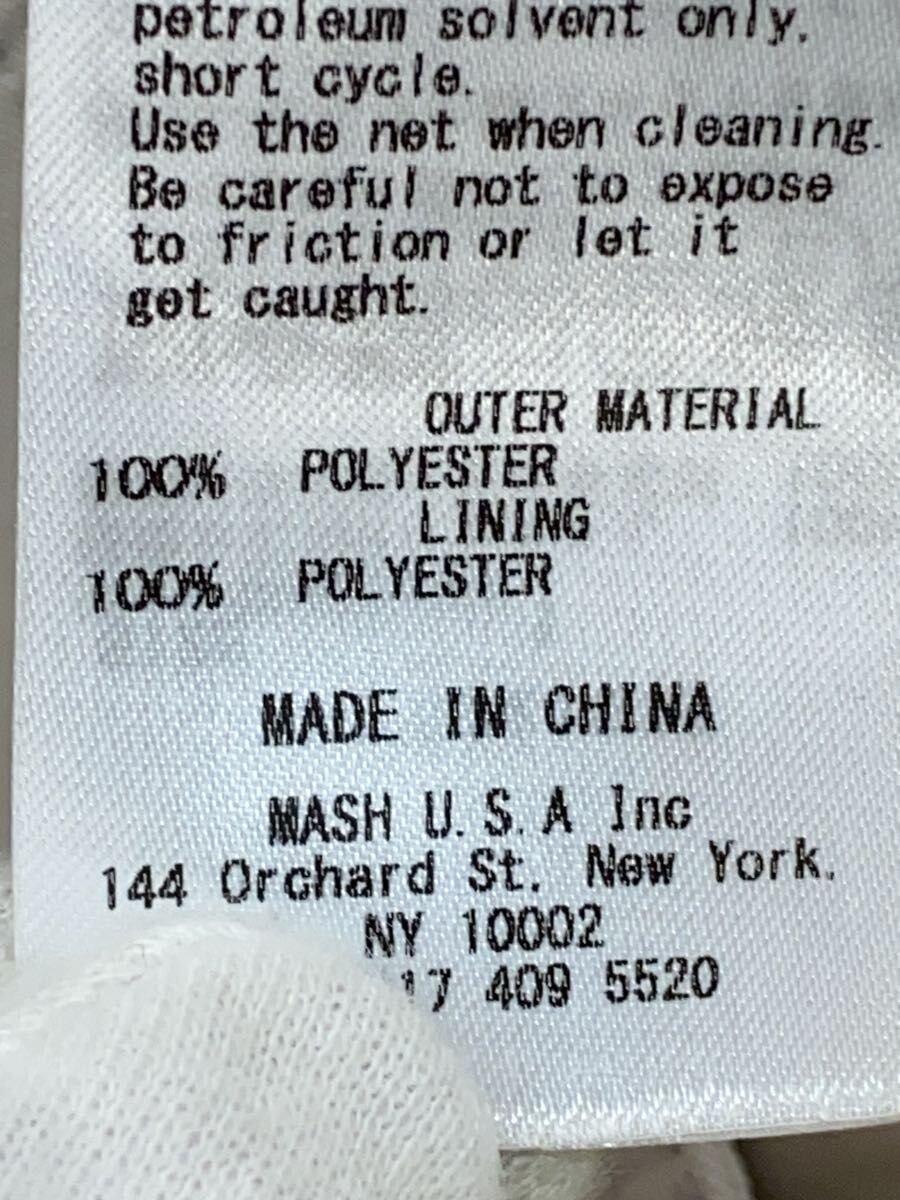 petroleum solvent only.
short cycle.
Use the net when cleaning.
Be careful not to expose
to friction or let it
get caught.
OUTER MATERIAL
100% POLYESTER
LINING
100% POLYESTER
MADE IN CHINA
MASH U.S.A Inc
144 Orchard St. New York.
NY 10002
17 409 5520